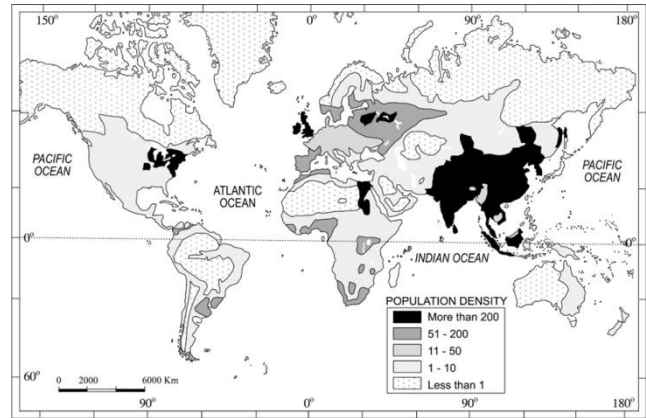 150° 0° 90° 180°
PACIFIC
OCEAN
ATLANTIC
OCEAN
PACIFIC
OCEAN
0°
0°
INDIAN OCEAN
POPULATION DENSITY
More than 200
51 - 200
11 - 50
1 - 10
Less than 1
60°
0 2000 6000 Km
90° 0° 90° 180°